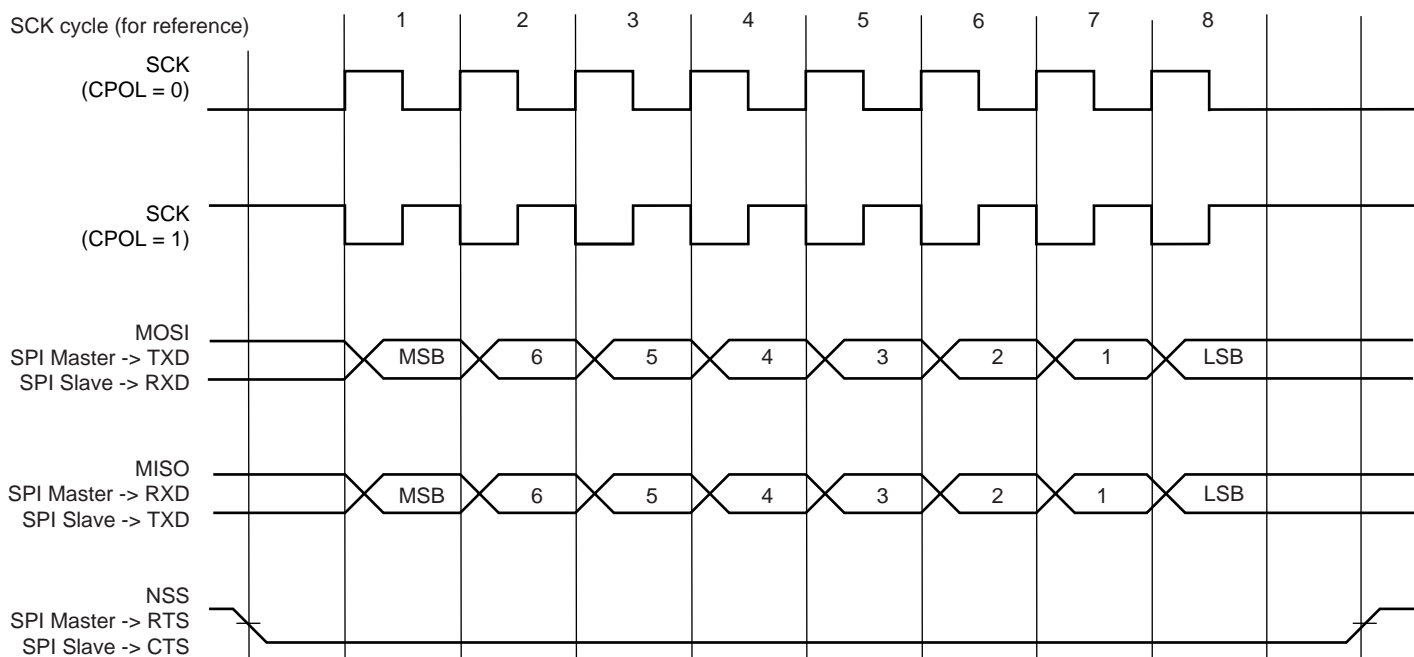 SCK cycle (for reference)
1 2 3 4 5 6 7 8
SCK
(CPOL = 0)
SCK
(CPOL = 1)
MOSI
SPI Master -> TXD
SPI Slave -> RXD
MSB 6 5 4 3 2 1 LSB
MISO
SPI Master -> RXD
SPI Slave -> TXD
MSB 6 5 4 3 2 1 LSB
NSS
SPI Master -> RTS
SPI Slave -> CTS